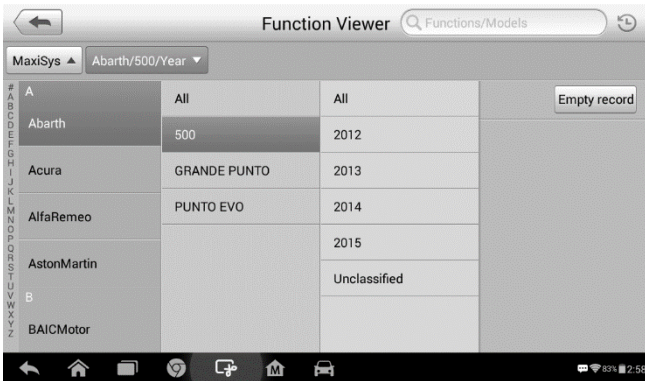 Function Viewer
Functions/Models
MaxiSys ▲
Abarth/500/Year ▼
#
A
B
C
D
E
F
G
H
I
J
K
L
M
N
O
P
Q
R
S
T
U
V
W
X
Y
Z
A
Abarth
Acura
AlfaRemeo
AstonMartin
B
BAICMotor
All
500
GRANDE PUNTO
PUNTO EVO
All
2012
2013
2014
2015
Unclassified
Empty record
M
83% 2:58